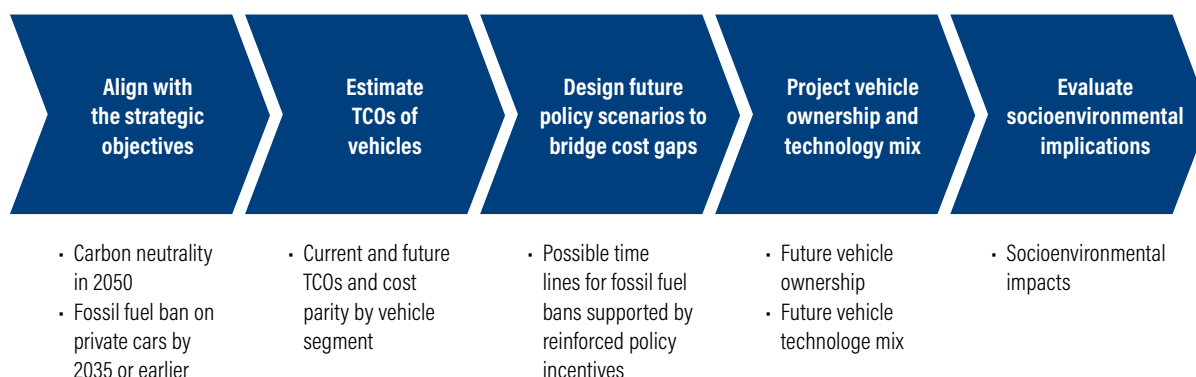 Align with
the strategic
objectives
Estimate
TCOs of
vehicles
Design future
policy scenarios to
bridge cost gaps
Project vehicle
ownership and
technology mix
Evaluate
socioenvironmental
implications
· Carbon neutrality
in 2050
· Fossil fuel ban on
private cars by
2035 or earlier
· Current and future
TCOs and cost
parity by vehicle
segment
· Possible time
lines for fossil fuel
bans supported by
reinforced policy
incentives
· Future vehicle
ownership
· Future vehicle
technologe mix
· Socioenvironmental
impacts